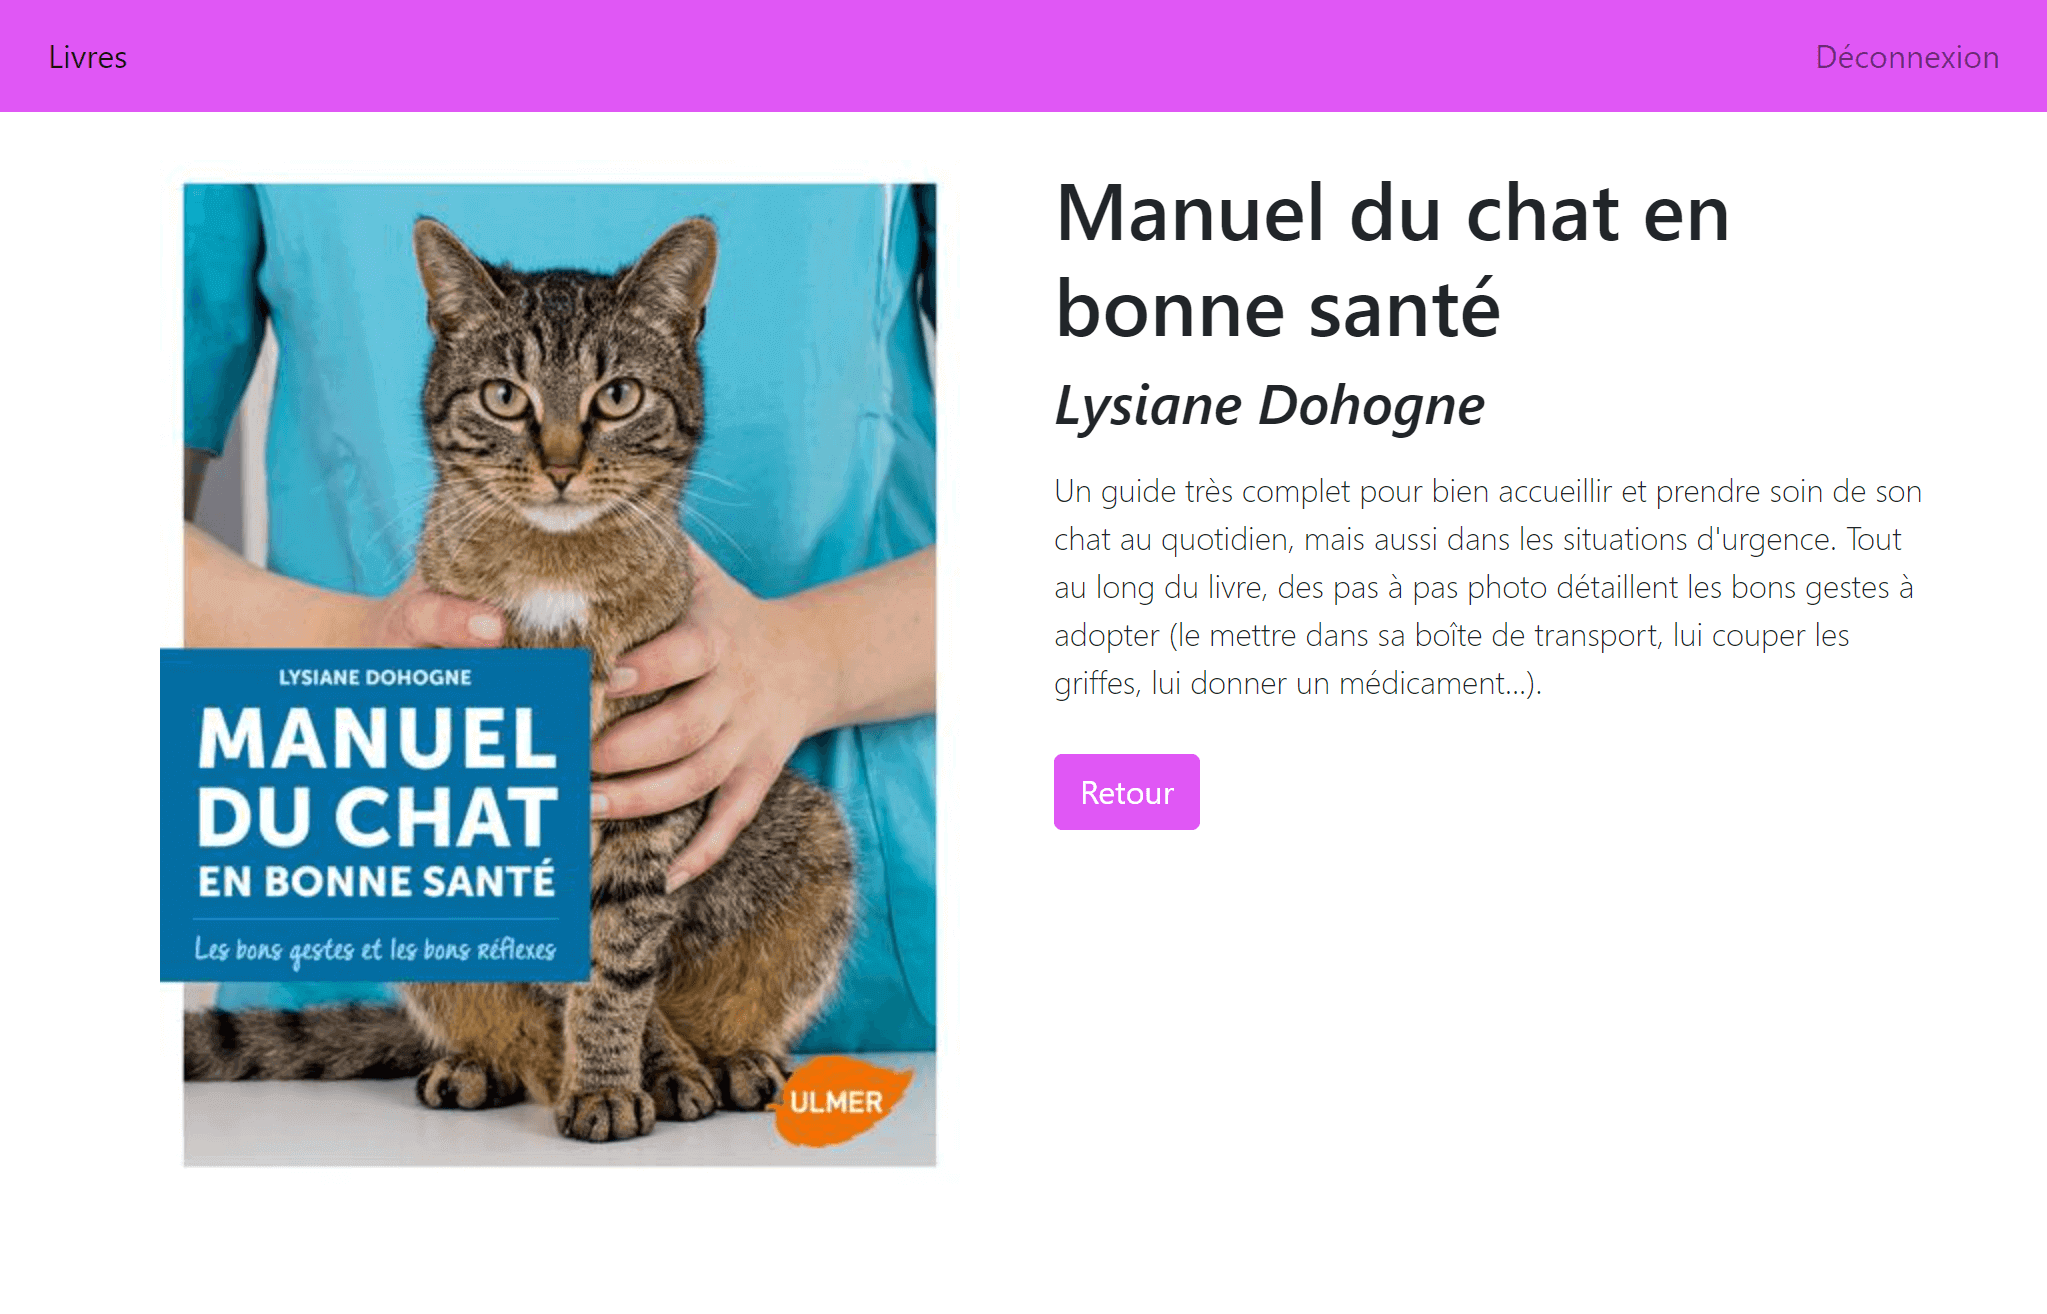 Livres
Déconnexion
LYSIANE DOHOGNE
MANUEL
DU CHAT
EN BONNE SANTÉ
Les bons gestes et les bons réflexes
ULMER
Manuel du chat en
bonne santé
Lysiane Dohogne
Un guide très complet pour bien accueillir et prendre soin de son
chat au quotidien, mais aussi dans les situations d'urgence. Tout
au long du livre, des pas à pas photo détaillent les bons gestes à
adopter (le mettre dans sa boîte de transport, lui couper les
griffes, lui donner un médicament...).
Retour